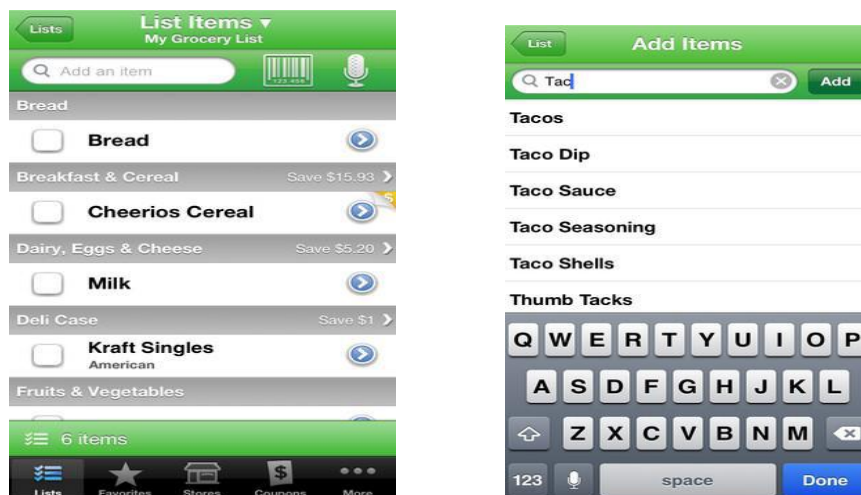 Lists
List Items ▼
My Grocery List
Add an item
123 456
Bread
Bread
Breakfast & Cereal Save $15.93
Cheerios Cereal
$
Dairy, Eggs & Cheese Save $5.20
Milk
Deli Case Save $1
Kraft Singles
American
Fruits & Vegetables
6 items
$
Lists Favorites Stores Coupons More
List
Add Items
Tac
Add
Tacos
Taco Dip
Taco Sauce
Taco Seasoning
Taco Shells
Thumb Tacks
Q W E R T Y U I O P
A S D F G H J K L
Z X C V B N M
123 space Done